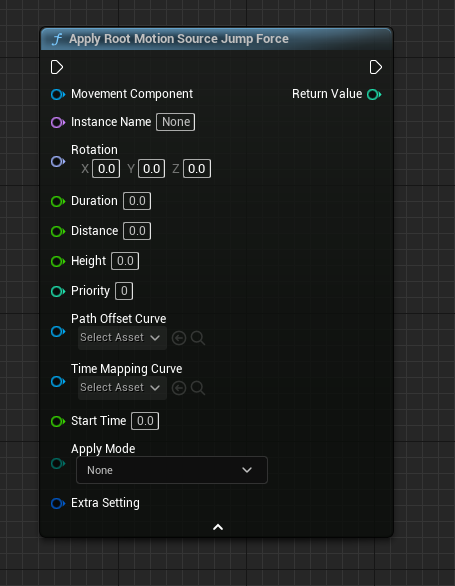 f Apply Root Motion Source Jump Force
Movement Component Return Value
Instance Name None
Rotation
X 0.0 Y 0.0 Z 0.0
Duration 0.0
Distance 0.0
Height 0.0
Priority 0
Path Offset Curve
Select Asset
Time Mapping Curve
Select Asset
Start Time 0.0
Apply Mode
None
Extra Setting